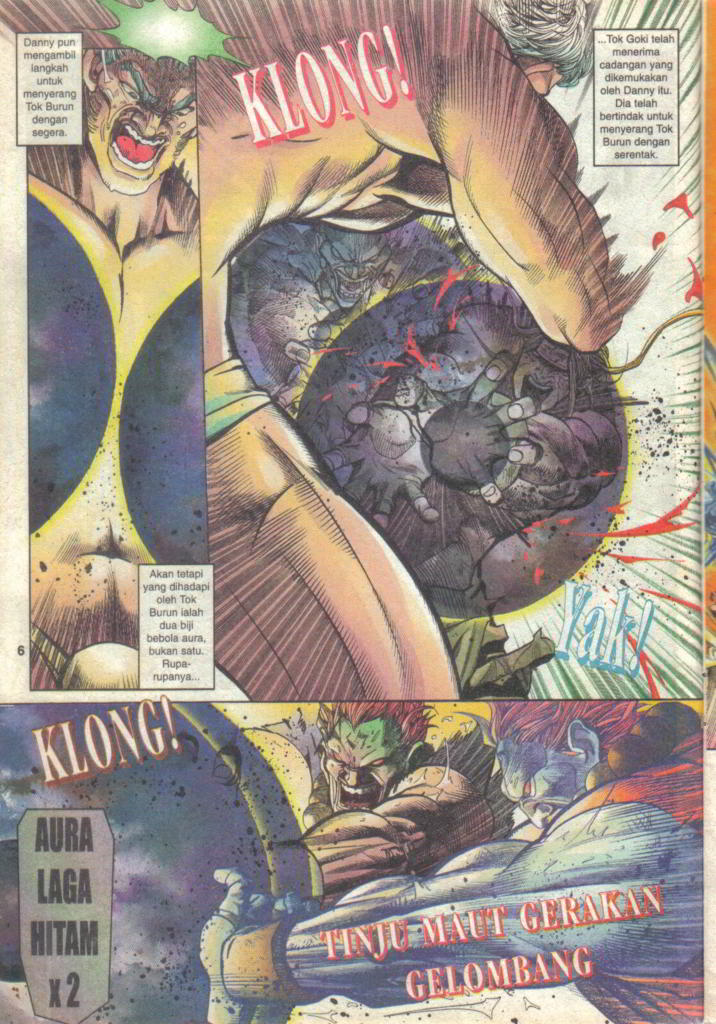 Danny pun
mengambil
langkah
untuk
menyerang
Tok Burun
dengan
segera.
KLONG!
...Tok Goki telah
menerima
cadangan yang
dikemukakan
oleh Danny itu.
Dia telah
bertindak untuk
menyerang Tok
Burun dengan
serentak.
Akan tetapi
yang dihadapi
oleh Tok
Burun ialah
dua biji
bebola aura,
bukan satu.
Rupa-
rupanya...
Yak!
6
KLONG!
AURA
LAGA
HITAM
x 2
TINJU MAUT GERAKAN
GELOMBANG